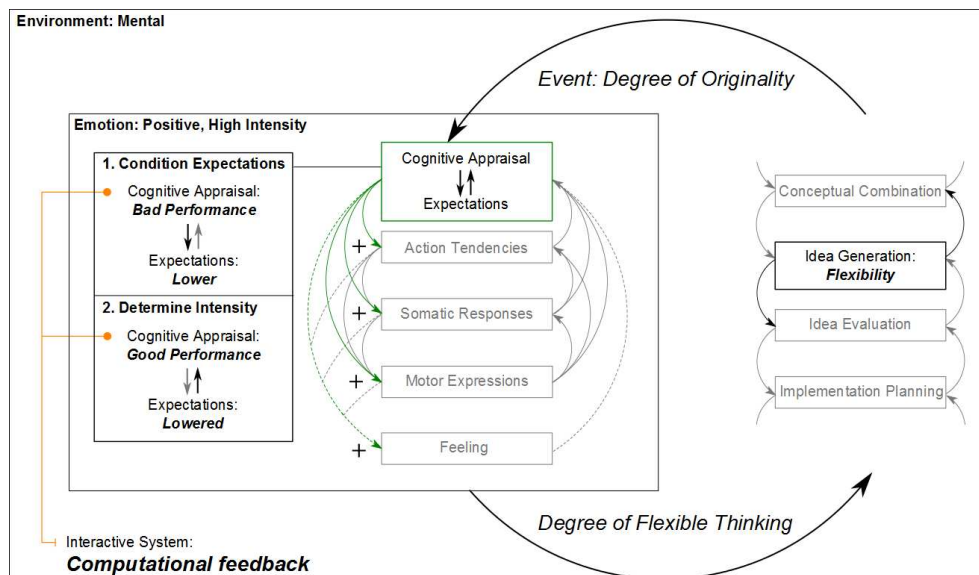 Environment: Mental
Event: Degree of Originality
Emotion: Positive, High Intensity
1. Condition Expectations
Cognitive Appraisal:
Bad Performance
Expectations:
Lower
2. Determine Intensity
Cognitive Appraisal:
Good Performance
Expectations:
Lowered
Cognitive Appraisal
Expectations
+ Action Tendencies
+ Somatic Responses
+ Motor Expressions
+ Feeling
Conceptual Combination
Idea Generation:
Flexibility
Idea Evaluation
Implementation Planning
Degree of Flexible Thinking
Interactive System:
Computational feedback